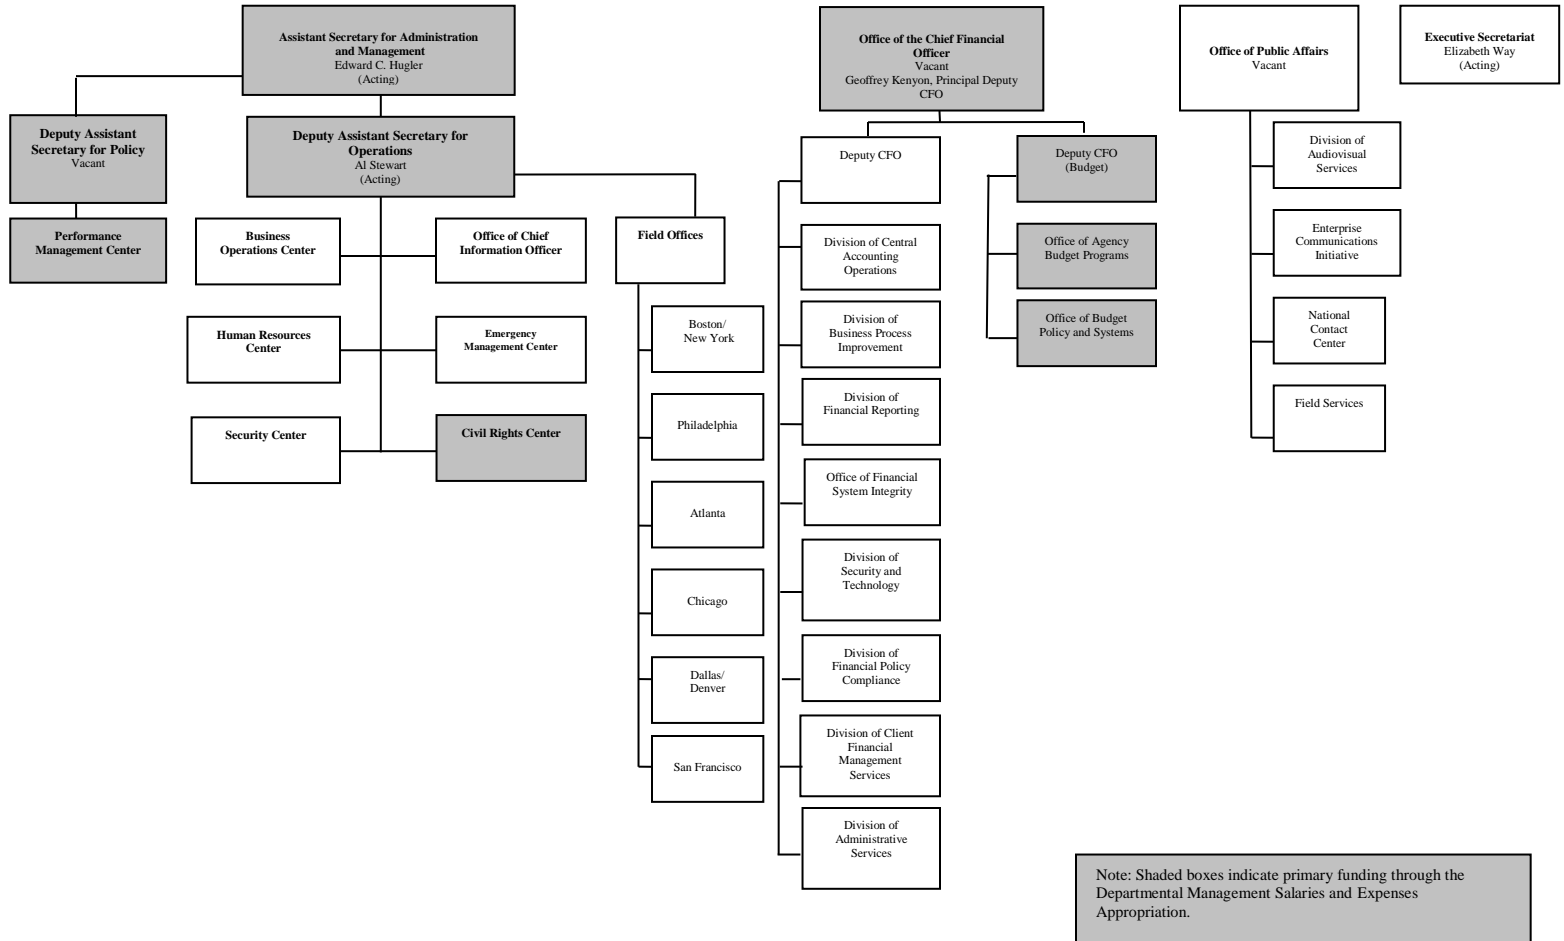 Assistant Secretary for Administration
and Management
Edward C. Hugler
(Acting)
Deputy Assistant
Secretary for Policy
Vacant
Performance
Management Center
Deputy Assistant Secretary for
Operations
Al Stewart
(Acting)
Business
Operations Center
Office of Chief
Information Officer
Human Resources
Center
Emergency
Management Center
Security Center
Civil Rights Center
Field Offices
Boston/
New York
Philadelphia
Atlanta
Chicago
Dallas/
Denver
San Francisco
Office of the Chief Financial
Officer
Vacant
Geoffrey Kenyon, Principal Deputy
CFO
Deputy CFO
Division of Central
Accounting
Operations
Division of
Business Process
Improvement
Division of
Financial Reporting
Office of Financial
System Integrity
Division of
Security and
Technology
Division of
Financial Policy
Compliance
Division of Client
Financial
Management
Services
Division of
Administrative
Services
Deputy CFO
(Budget)
Office of Agency
Budget Programs
Office of Budget
Policy and Systems
Office of Public Affairs
Vacant
Division of
Audiovisual
Services
Enterprise
Communications
Initiative
National
Contact
Center
Field Services
Executive Secretariat
Elizabeth Way
(Acting)
Note: Shaded boxes indicate primary funding through the
Departmental Management Salaries and Expenses
Appropriation.